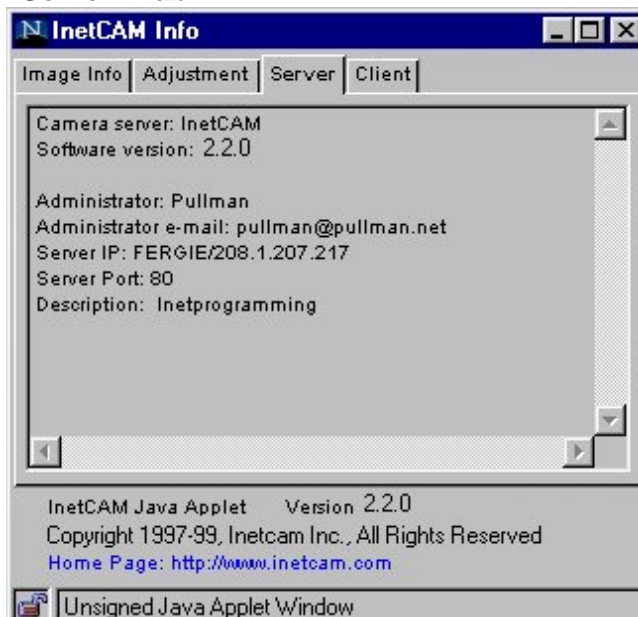 InetCAM Info
Image Info Adjustment Server Client
Camera server: InetCAM
Software version: 2.2.0
Administrator: Pullman
Administrator e-mail: pullman@pullman.net
Server IP: FERGIE/208.1.207.217
Server Port: 80
Description: Inetprogramming
InetCAM Java Applet Version 2.2.0
Copyright 1997-99, Inetcam Inc., All Rights Reserved
Home Page: http://www.inetcam.com
Unsigned Java Applet Window